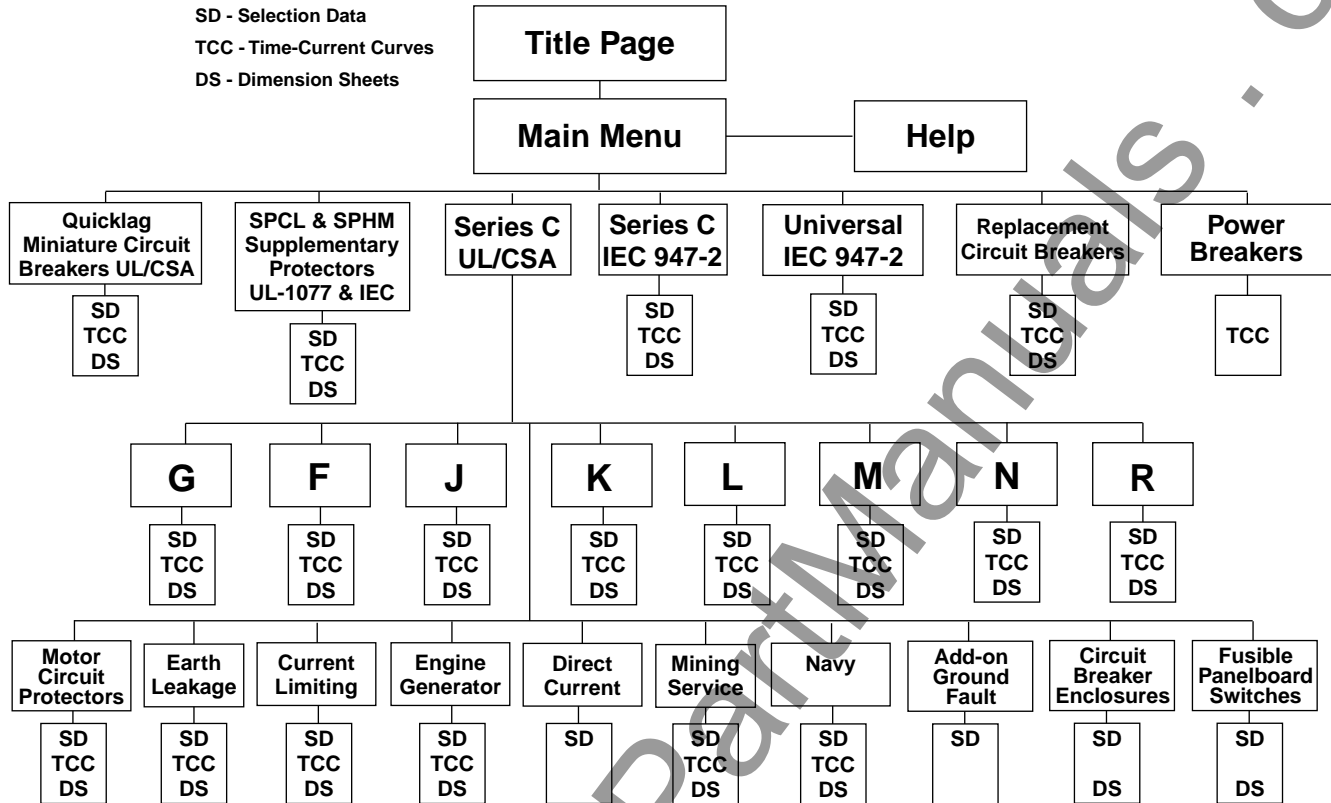 SD - Selection Data
TCC - Time-Current Curves
DS - Dimension Sheets
Title Page
Main Menu
Help
Quicklag
Miniature Circuit
Breakers UL/CSA
SD
TCC
DS
SPCL & SPHM
Supplementary
Protectors
UL-1077 & IEC
SD
TCC
DS
Series C
UL/CSA
Series C
IEC 947-2
SD
TCC
DS
Universal
IEC 947-2
SD
TCC
DS
Replacement
Circuit Breakers
SD
TCC
DS
Power
Breakers
TCC
G
SD
TCC
DS
F
SD
TCC
DS
J
SD
TCC
DS
K
SD
TCC
DS
L
SD
TCC
DS
M
SD
TCC
DS
N
SD
TCC
DS
R
SD
TCC
DS
Motor
Circuit
Protectors
SD
TCC
DS
Earth
Leakage
SD
TCC
DS
Current
Limiting
SD
TCC
DS
Engine
Generator
SD
TCC
DS
Direct
Current
SD
Mining
Service
SD
TCC
DS
Navy
SD
TCC
DS
Add-on
Ground
Fault
SD
Circuit
Breaker
Enclosures
SD
DS
Fusible
Panelboard
Switches
SD
DS
PartManuals .